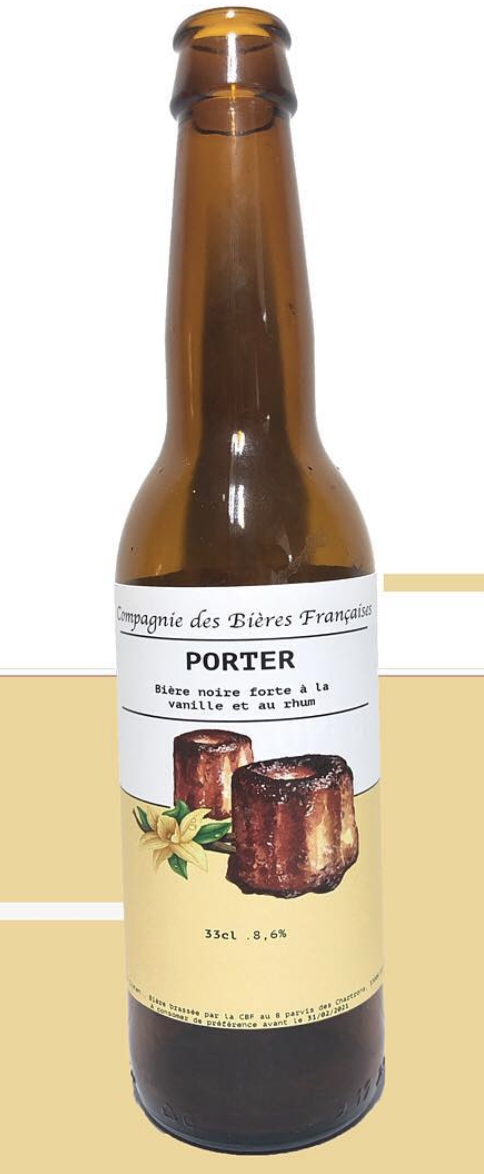 Compagnie des Bières Françaises
PORTER
Bière noire forte à la
vanille et au rhum
33cl .8,6%
Bière brassée par la CBF au 8 parvis des Chartrons,
A consomer de préférence avant le 31/02/2021